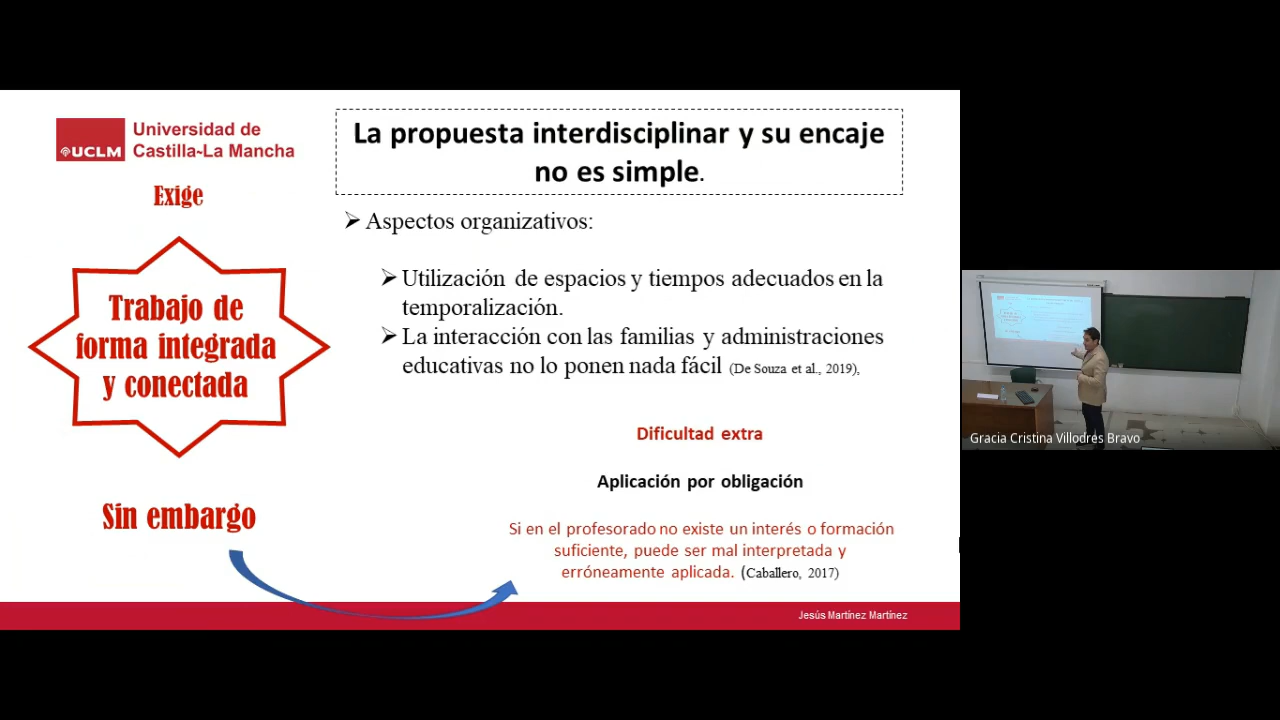 UCLM
Universidad de
Castilla-La Mancha
La propuesta interdisciplinar y su encaje
no es simple.
Exige
Trabajo de
forma integrada
y conectada
Sin embargo
Aspectos organizativos:
Utilización de espacios y tiempos adecuados en la
temporalización.
La interacción con las familias y administraciones
educativas no lo ponen nada fácil (De Souza et al., 2019),
Dificultad extra
Aplicación por obligación
Si en el profesorado no existe un interés o formación
suficiente, puede ser mal interpretada y
erróneamente aplicada. (Caballero, 2017)
Jesús Martínez Martínez
Gracia Cristina Villodres Bravo